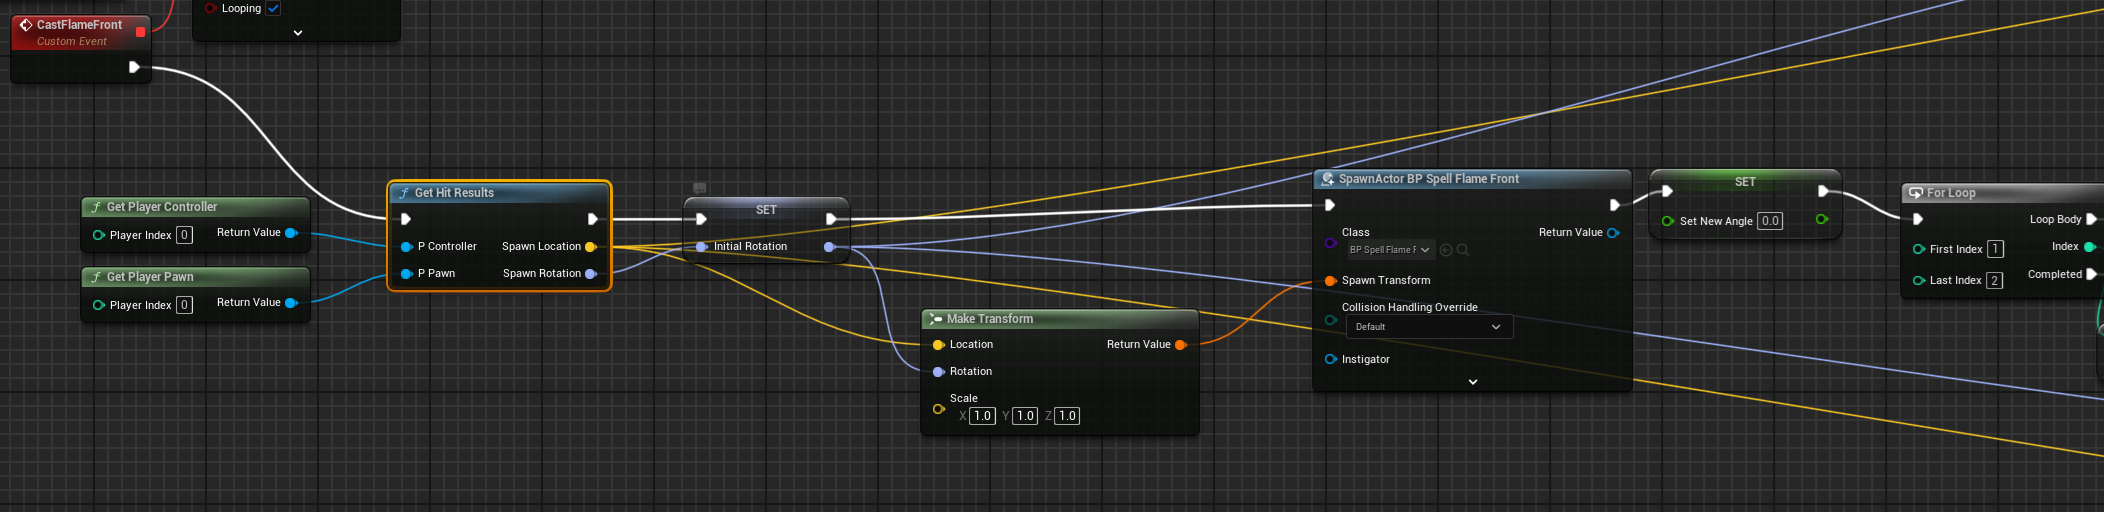 Looping
CastFlameFront
Custom Event
Get Player Controller
Player Index 0 Return Value
Get Player Pawn
Player Index 0 Return Value
Get Hit Results
P Controller Spawn Location
P Pawn Spawn Rotation
SET
Initial Rotation
Make Transform
Location Return Value
Rotation
Scale
X 1.0 Y 1.0 Z 1.0
SpawnActor BP Spell Flame Front
Class Return Value
BP Spell Flame F
Spawn Transform
Collision Handling Override
Default
Instigator
SET
Set New Angle 0.0
For Loop
Loop Body
First Index 1 Index
Last Index 2 Completed